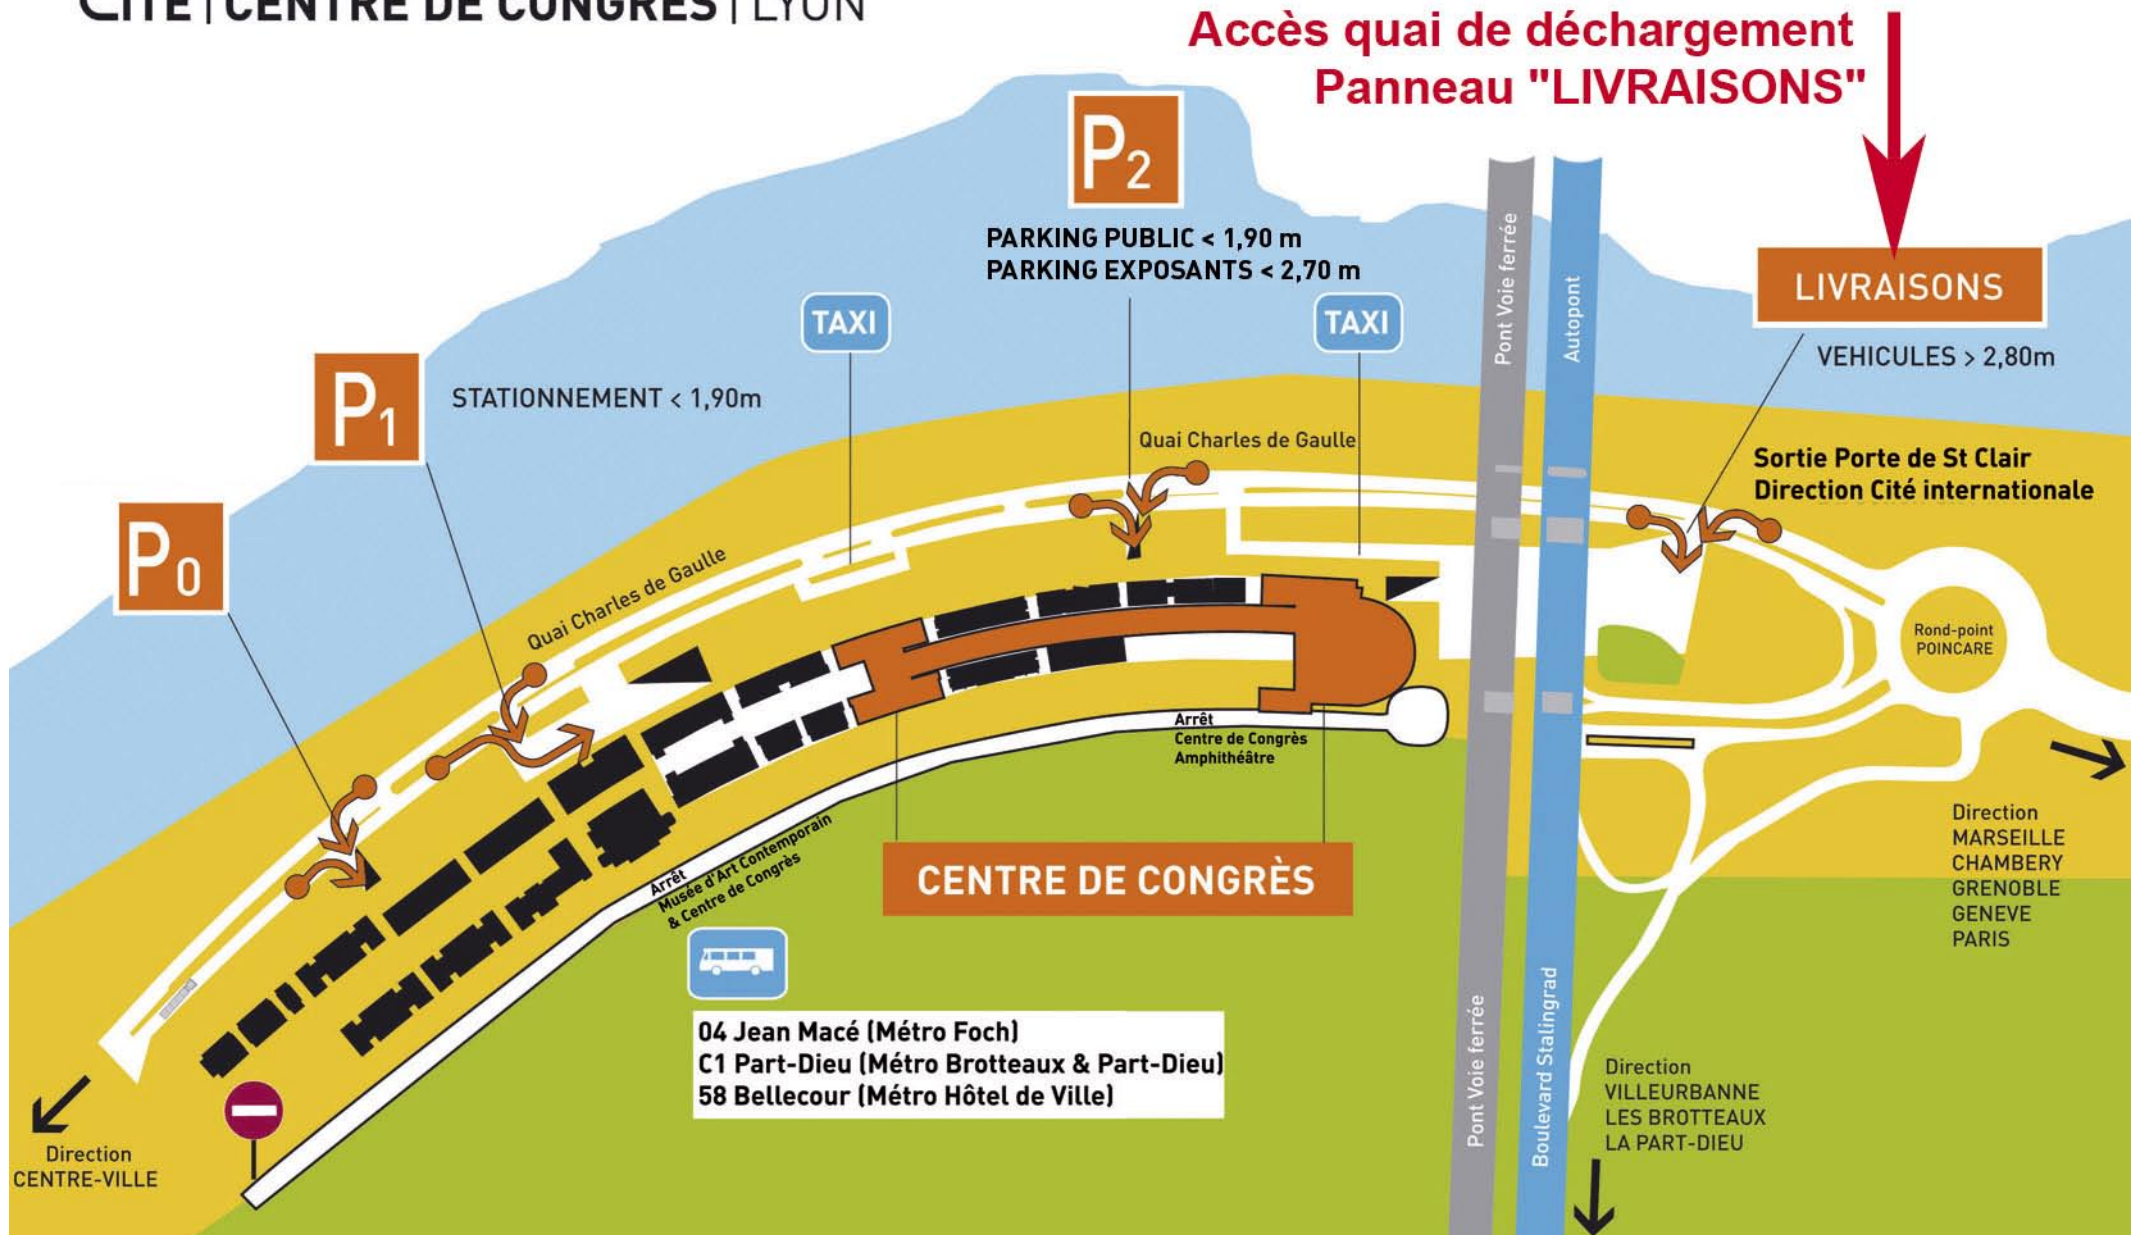 CITÉ | CENTRE DE CONGRÈS | LYON
Accès quai de déchargement
Panneau "LIVRAISONS"
P2
PARKING PUBLIC < 1,90 m
PARKING EXPOSANTS < 2,70 m
TAXI
TAXI
LIVRAISONS
VEHICULES > 2,80m
Pont Voie ferrée
Autopont
P1
STATIONNEMENT < 1,90m
Quai Charles de Gaulle
Sortie Porte de St Clair
Direction Cité internationale
P0
Quai Charles de Gaulle
Rond-point
POINCARE
Arrêt
Centre de Congrès
Amphithéâtre
Arrêt
Musée d'Art Contemporain
& Centre de Congrès
CENTRE DE CONGRÈS
Direction
MARSEILLE
CHAMBERY
GRENOBLE
GENEVE
PARIS
04 Jean Macé (Métro Foch)
C1 Part-Dieu (Métro Brotteaux & Part-Dieu)
58 Bellecour (Métro Hôtel de Ville)
Pont Voie ferrée
Boulevard Stalingrad
Direction
VILLEURBANNE
LES BROTTEAUX
LA PART-DIEU
Direction
CENTRE-VILLE